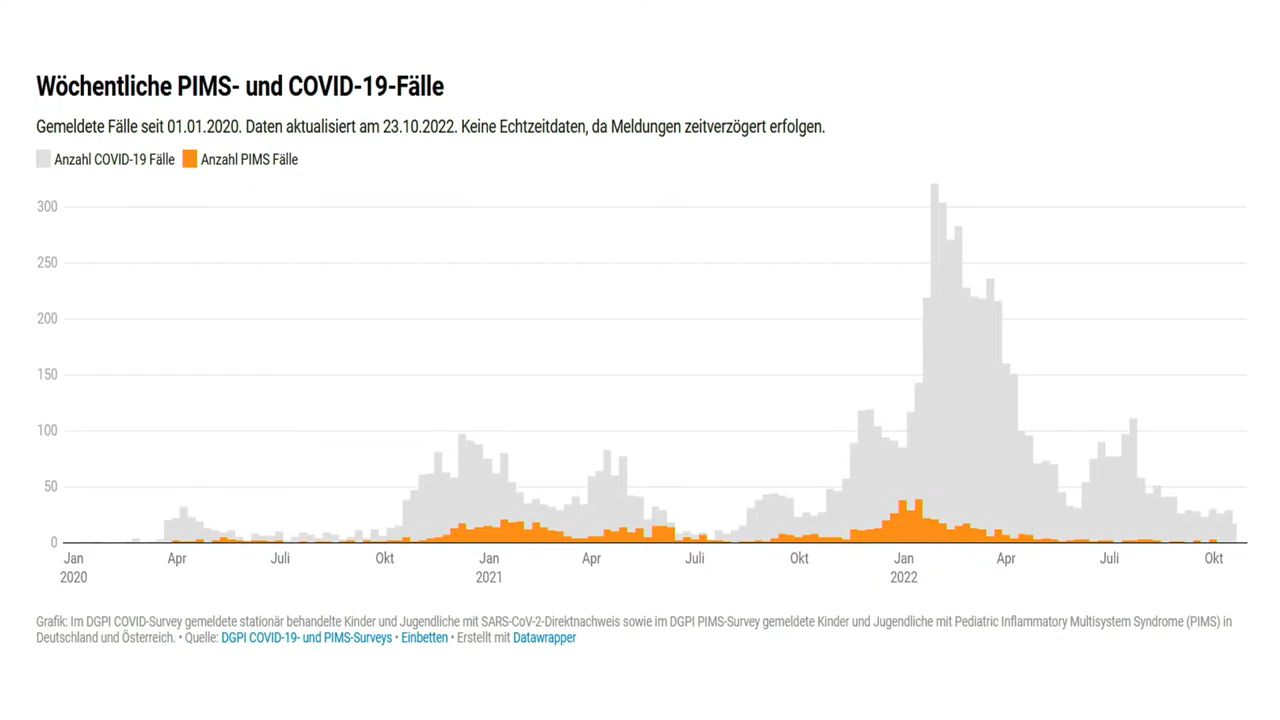 Wöchentliche PIMS- und COVID-19-Fälle
Gemeldete Fälle seit 01.01.2020. Daten aktualisiert am 23.10.2022. Keine Echtzeitdaten, da Meldungen zeitverzögert erfolgen.
Anzahl COVID-19 Fälle Anzahl PIMS Fälle
300
250
200
150
100
50
0
Jan Apr Juli Okt Jan Apr Juli Okt Jan Apr Juli Okt
2020 2021 2022
Grafik: Im DGPI COVID-Survey gemeldete stationär behandelte Kinder und Jugendliche mit SARS-CoV-2-Direktnachweis sowie im DGPI PIMS-Survey gemeldete Kinder und Jugendliche mit Pediatric Inflammatory Multisystem Syndrome (PIMS) in
Deutschland und Österreich. • Quelle: DGPI COVID-19- und PIMS-Surveys • Einbetten • Erstellt mit Datawrapper